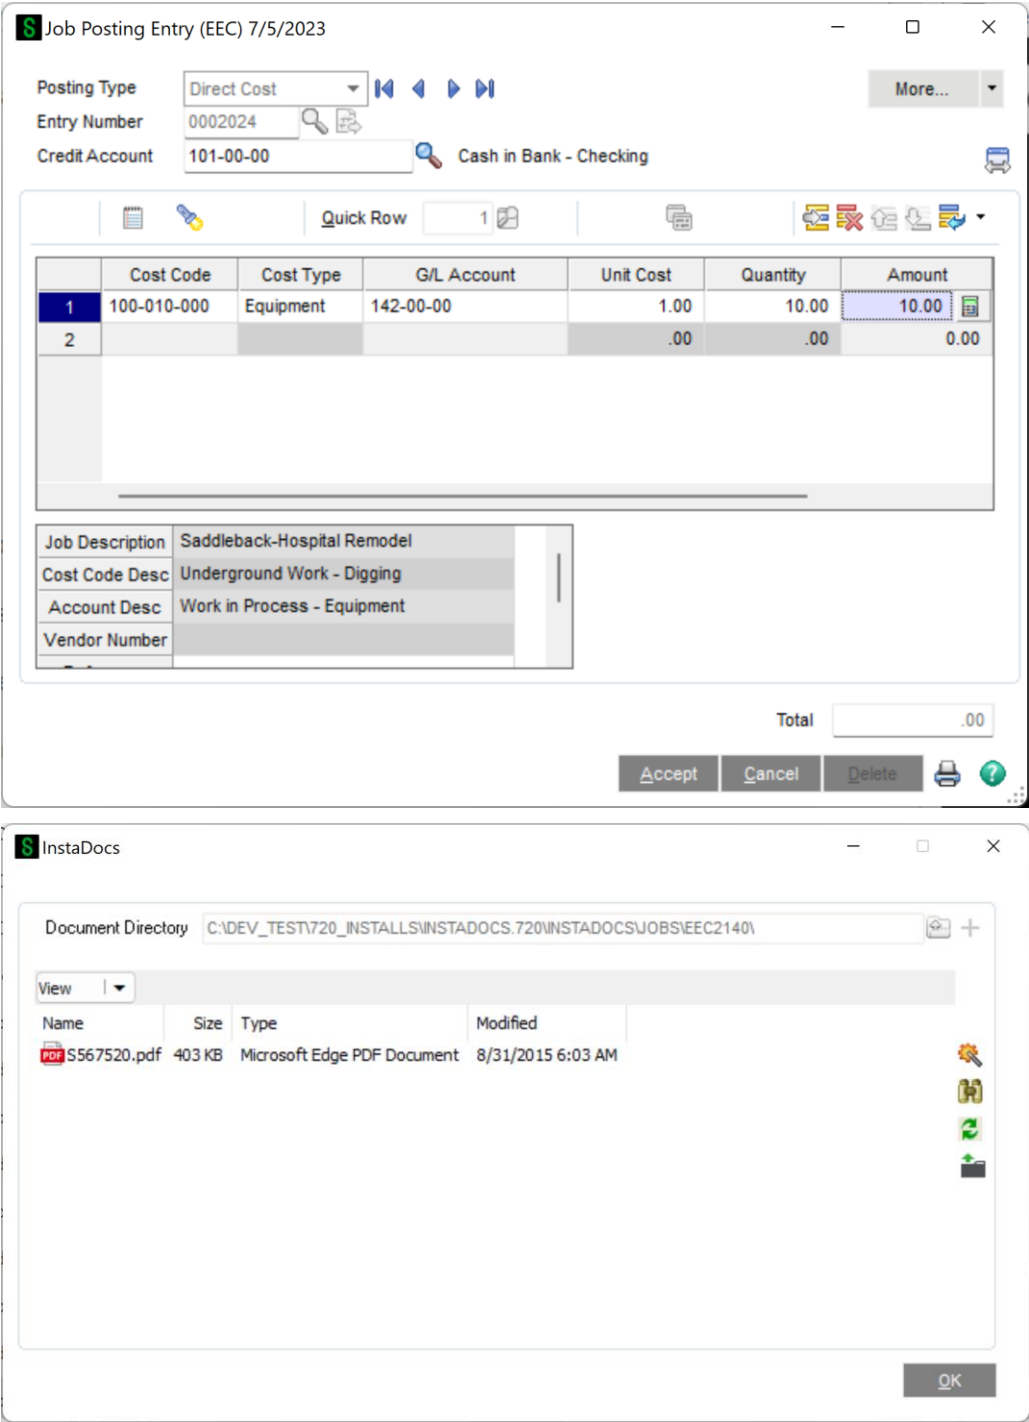 Job Posting Entry (EEC) 7/5/2023
Posting Type Direct Cost More...
Entry Number 0002024
Credit Account 101-00-00 Cash in Bank - Checking
Quick Row 1
Cost Code Cost Type G/L Account Unit Cost Quantity Amount
1 100-010-000 Equipment 142-00-00 1.00 10.00 10.00
2 .00 .00 0.00
Job Description Saddleback-Hospital Remodel
Cost Code Desc Underground Work - Digging
Account Desc Work in Process - Equipment
Vendor Number
Total .00
Accept Cancel Delete
InstaDocs
Document Directory C:\DEV_TEST\720_INSTALLS\INSTADOCS.720\INSTADOCS\JOBS\EEC2140\
View
Name Size Type Modified
S567520.pdf 403 KB Microsoft Edge PDF Document 8/31/2015 6:03 AM
OK